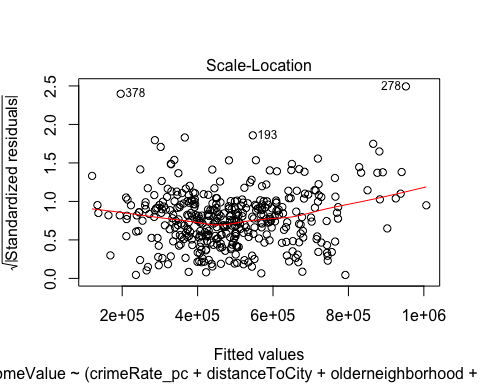 Scale-Location
√|Standardized residuals|
2.5
2.0
1.5
1.0
0.5
0.0
378
278
193
2e+05 4e+05 6e+05 8e+05 1e+06
Fitted values
omeValue ~ (crimeRate_pc + distanceToCity + olderneighborhood +